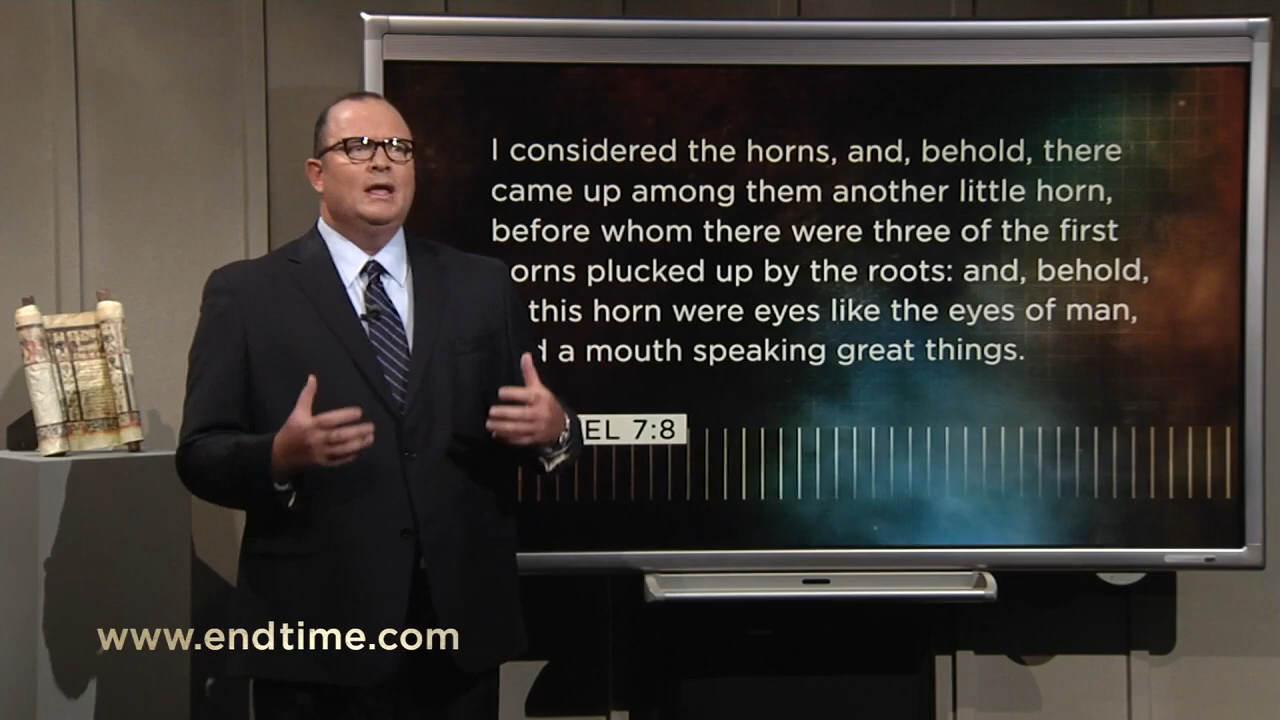 I considered the horns, and, behold, there
came up among them another little horn,
before whom there were three of the first
orns plucked up by the roots: and, behold,
this horn were eyes like the eyes of man,
d a mouth speaking great things.
EL 7:8
www.endtime.com